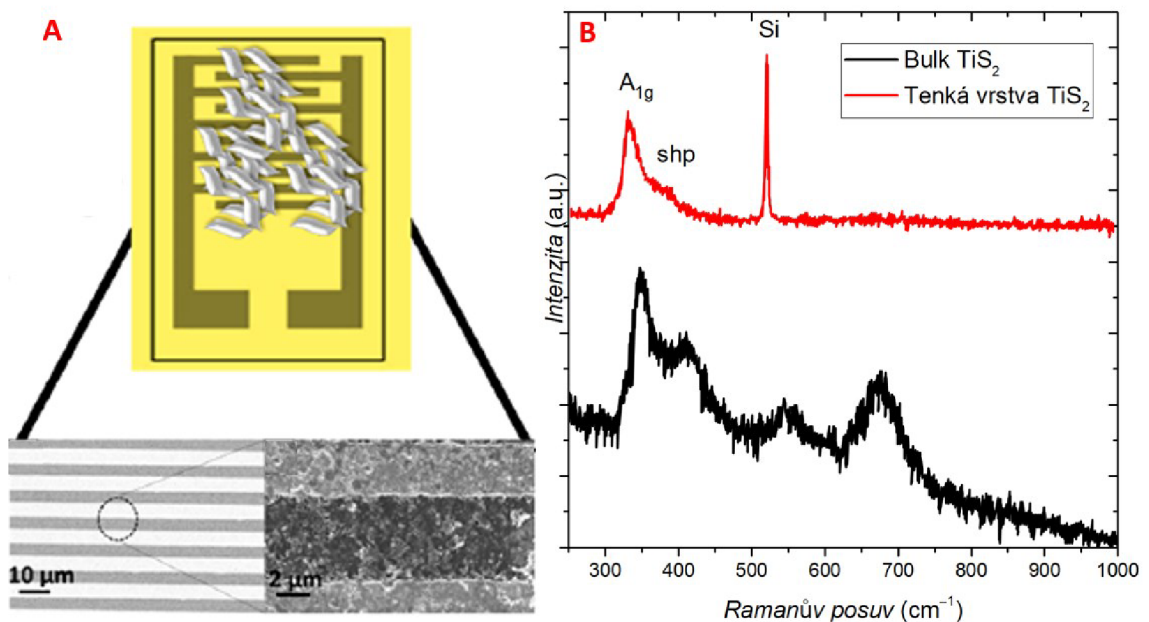 A
10 µm
2 µm
B
Si
A1g
shp
Bulk TiS2
Tenká vrstva TiS2
Intenzita (a.u.)
300 400 500 600 700 800 900 1000
Ramanův posuv (cm−1)